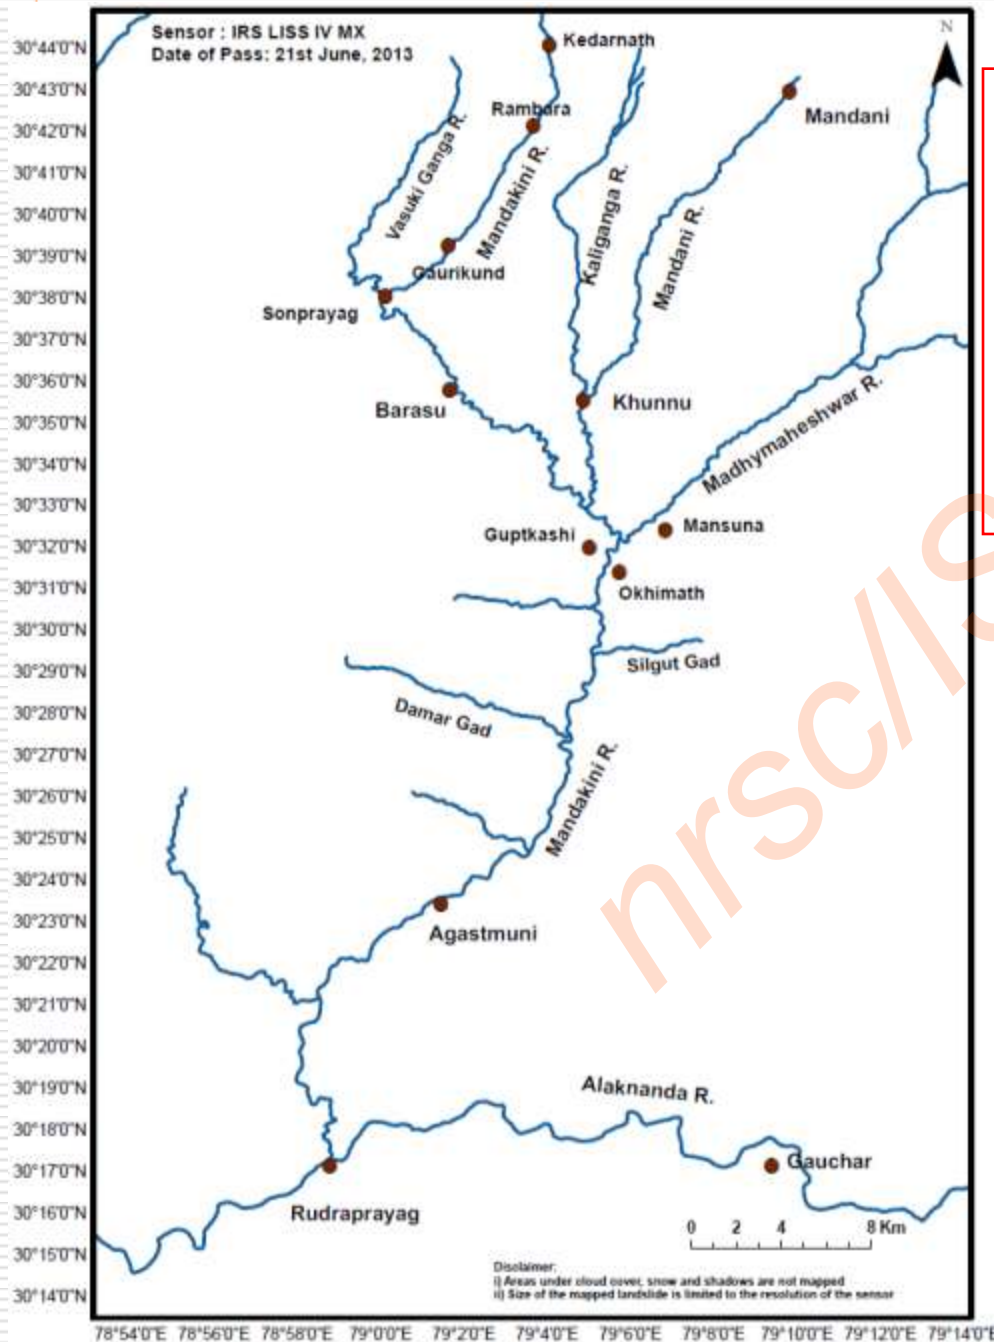 Sensor : IRS LISS IV MX
Date of Pass: 21st June, 2013
N
30°44'0"N
30°43'0"N
30°42'0"N
30°41'0"N
30°40'0"N
30°39'0"N
30°38'0"N
30°37'0"N
30°36'0"N
30°35'0"N
30°34'0"N
30°33'0"N
30°32'0"N
30°31'0"N
30°30'0"N
30°29'0"N
30°28'0"N
30°27'0"N
30°26'0"N
30°25'0"N
30°24'0"N
30°23'0"N
30°22'0"N
30°21'0"N
30°20'0"N
30°19'0"N
30°18'0"N
30°17'0"N
30°16'0"N
30°15'0"N
30°14'0"N
Kedarnath
Rambara
Mandani
Vasuki Ganga R.
Mandakini R.
Kaliganga R.
Mandani R.
Gaurikund
Sonprayag
Barasu
Khunnu
Madhymaheshwar R.
Guptkashi
Mansuna
Okhimath
Silgut Gad
Damar Gad
Mandakini R.
Agastmuni
Alaknanda R.
Gauchar
Rudraprayag
0 2 4 8 Km
Disclaimer:
i) Areas under cloud cover, snow and shadows are not mapped
ii) Size of the mapped landslide is limited to the resolution of the sensor
78°54'0"E 78°56'0"E 78°58'0"E 79°0'0"E 79°2'0"E 79°4'0"E 79°6'0"E 79°8'0"E 79°10'0"E 79°12'0"E 79°14'0"E
nrsc/IS